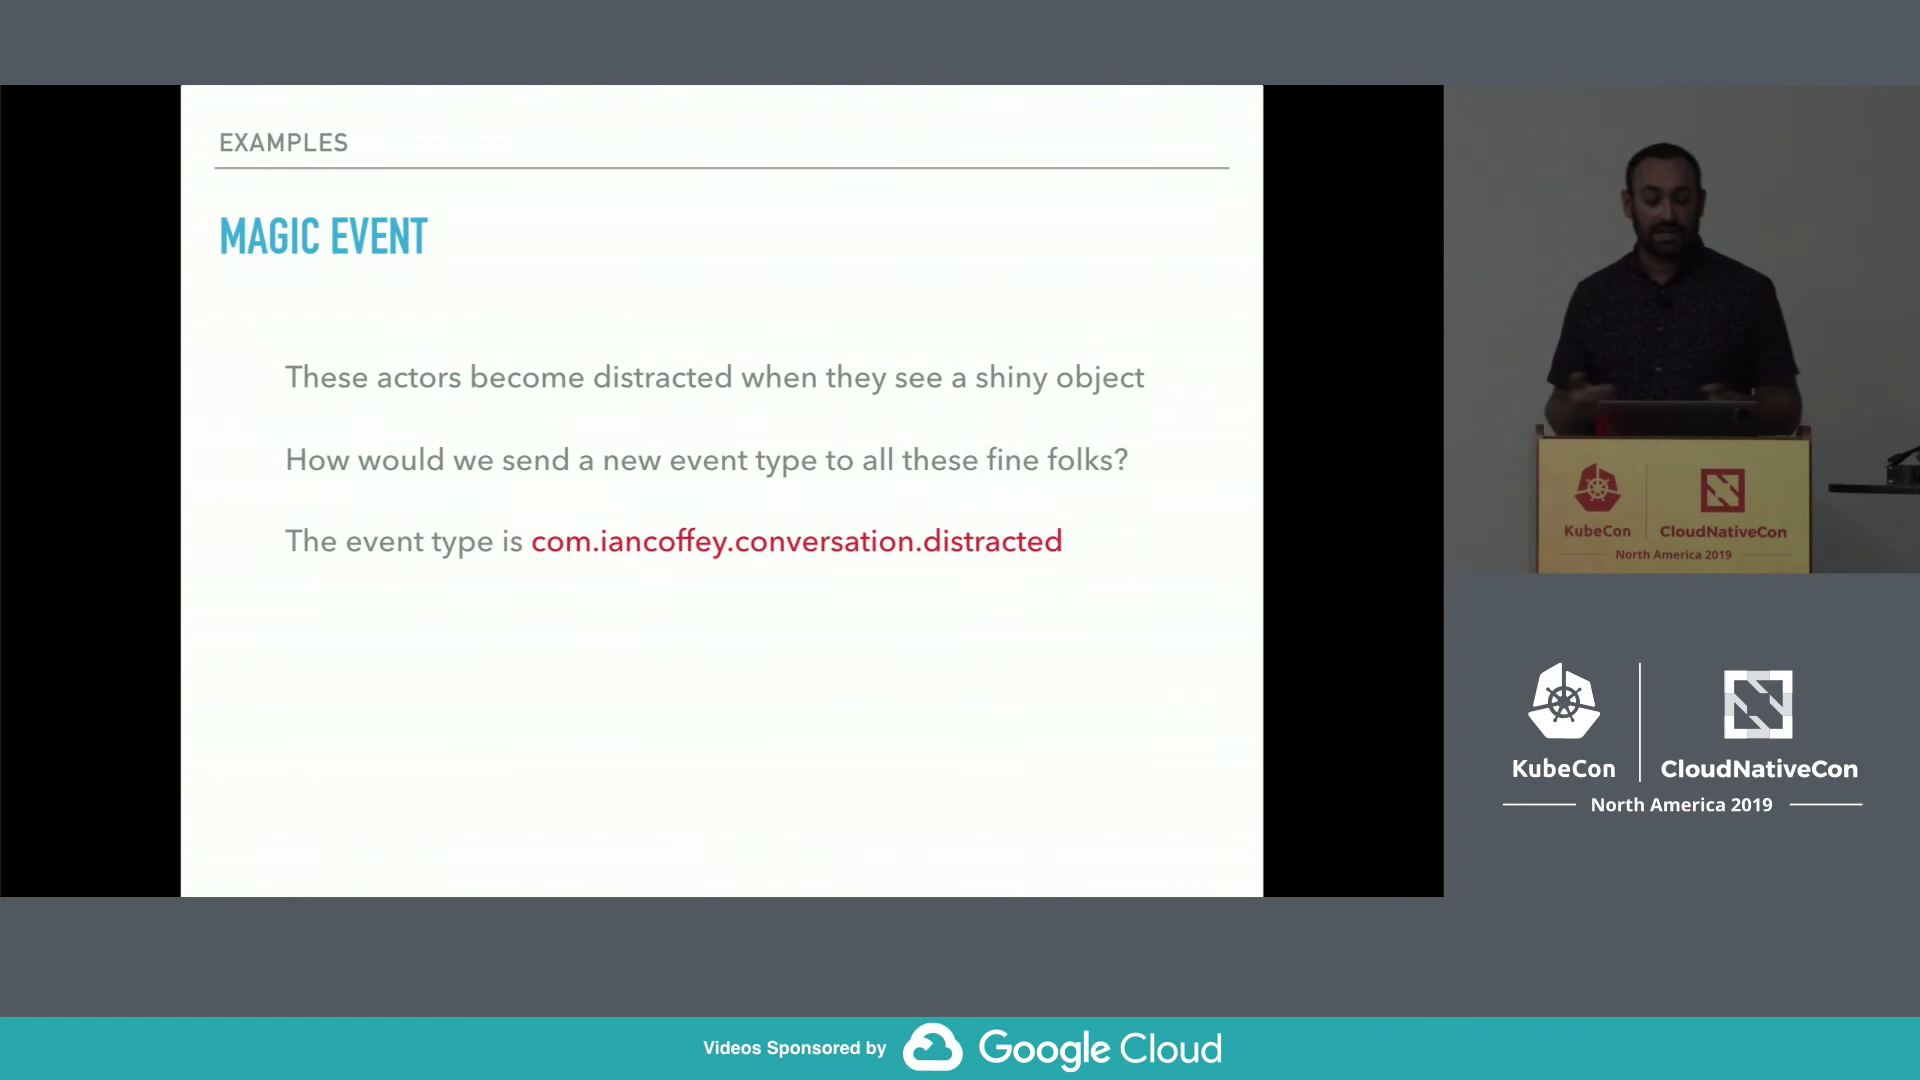 EXAMPLES
MAGIC EVENT
These actors become distracted when they see a shiny object
How would we send a new event type to all these fine folks?
The event type is com.iancoffey.conversation.distracted
KubeCon
CloudNativeCon
North America 2019
KubeCon
CloudNativeCon
North America 2019
Videos Sponsored by
Google Cloud